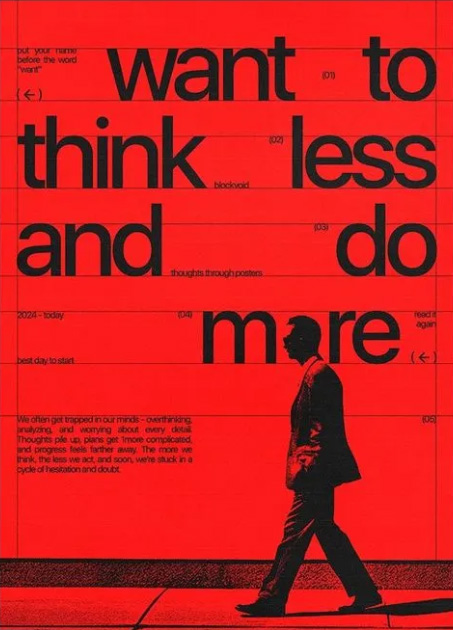 put your name
before the word
"want"
(←)
want (01) to
think blockvoid (02) less
and thoughts through posters (03) do
2024 - today (04) m re read it
again
best day to start (←)
We often get trapped in our minds - overthinking, (05)
analyzing, and worrying about every detail.
Thoughts pile up, plans get 1more complicated,
and progress feels farther away. The more we
think, the less we act, and soon, we're stuck in a
cycle of hesitation and doubt.